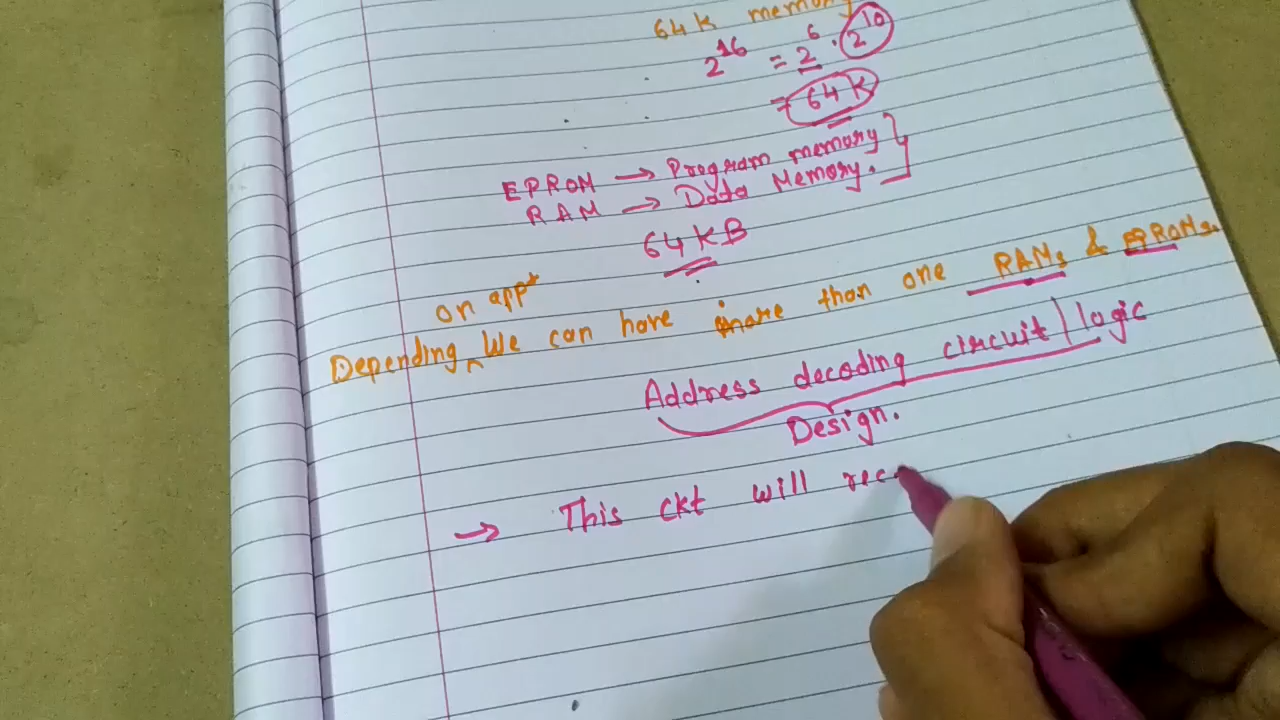 64K memory
2^16 = 2^6 . 2^10
= 64K
EPROM → Program memory
RAM → Data Memory.
64KB
on app^n
Depending ^ We can have more than one RAMs & EPROMs.
Address decoding circuit / logic
Design.
→ This ckt will rec